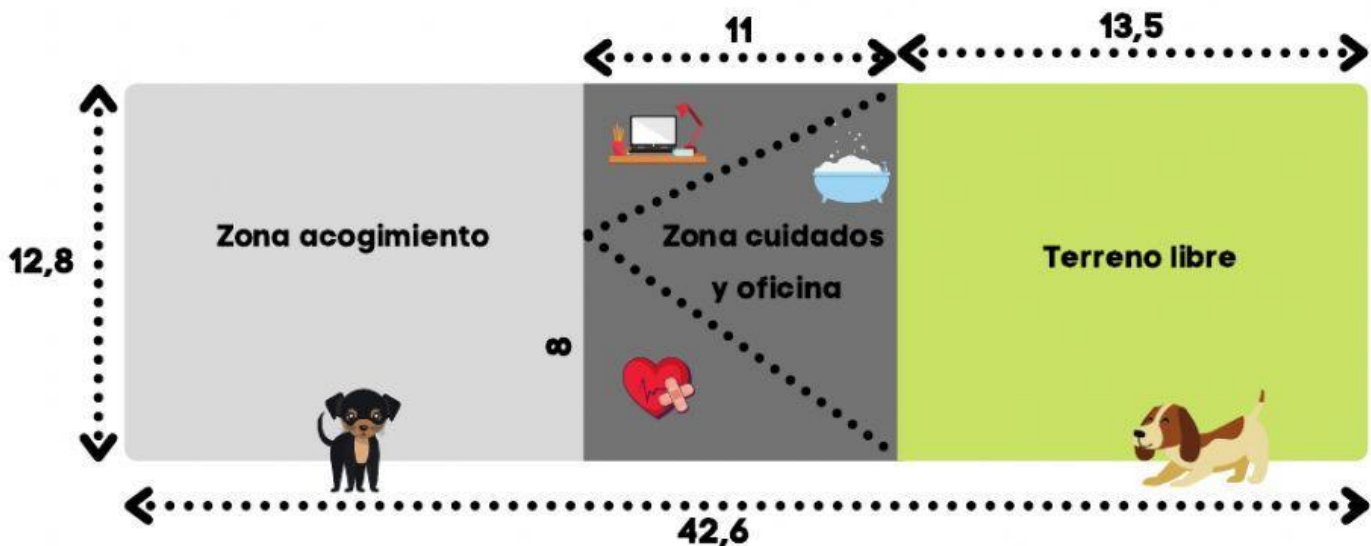 11
13,5
Zona acogimiento
Zona cuidados
y oficina
Terreno libre
12,8
8
42,6